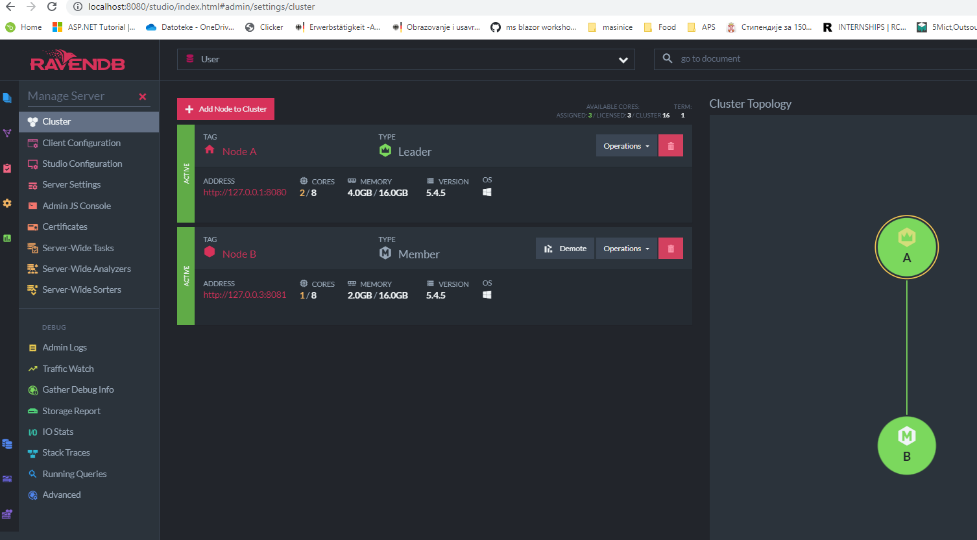 localhost:8080/studio/index.html#admin/settings/cluster
Home ASP.NET Tutorial |... Datoteke - OneDriv... Clicker Erwerbstätigkeit -A... Obrazovanje i usavr... ms blazor worksho... masinice Food APS Стипендије за 150... INTERNSHIPS | RC... 5Mict,Outsou
RAVENDB
User
go to document
Manage Server
Cluster
Client Configuration
Studio Configuration
Server Settings
Admin JS Console
Certificates
Server-Wide Tasks
Server-Wide Analyzers
Server-Wide Sorters
DEBUG
Admin Logs
Traffic Watch
Gather Debug Info
Storage Report
I/O IO Stats
Stack Traces
Running Queries
Advanced
Add Node to Cluster
AVAILABLE CORES: TERM:
ASSIGNED: 3 / LICENSED: 3 / CLUSTER 16 1
ACTIVE
TAG TYPE
Node A Leader
Operations
ADDRESS CORES MEMORY VERSION OS
http://127.0.0.1:8080 2 / 8 4.0GB / 16.0GB 5.4.5
ACTIVE
TAG TYPE
Node B Member
Demote Operations
ADDRESS CORES MEMORY VERSION OS
http://127.0.0.3:8081 1 / 8 2.0GB / 16.0GB 5.4.5
Cluster Topology
A
B